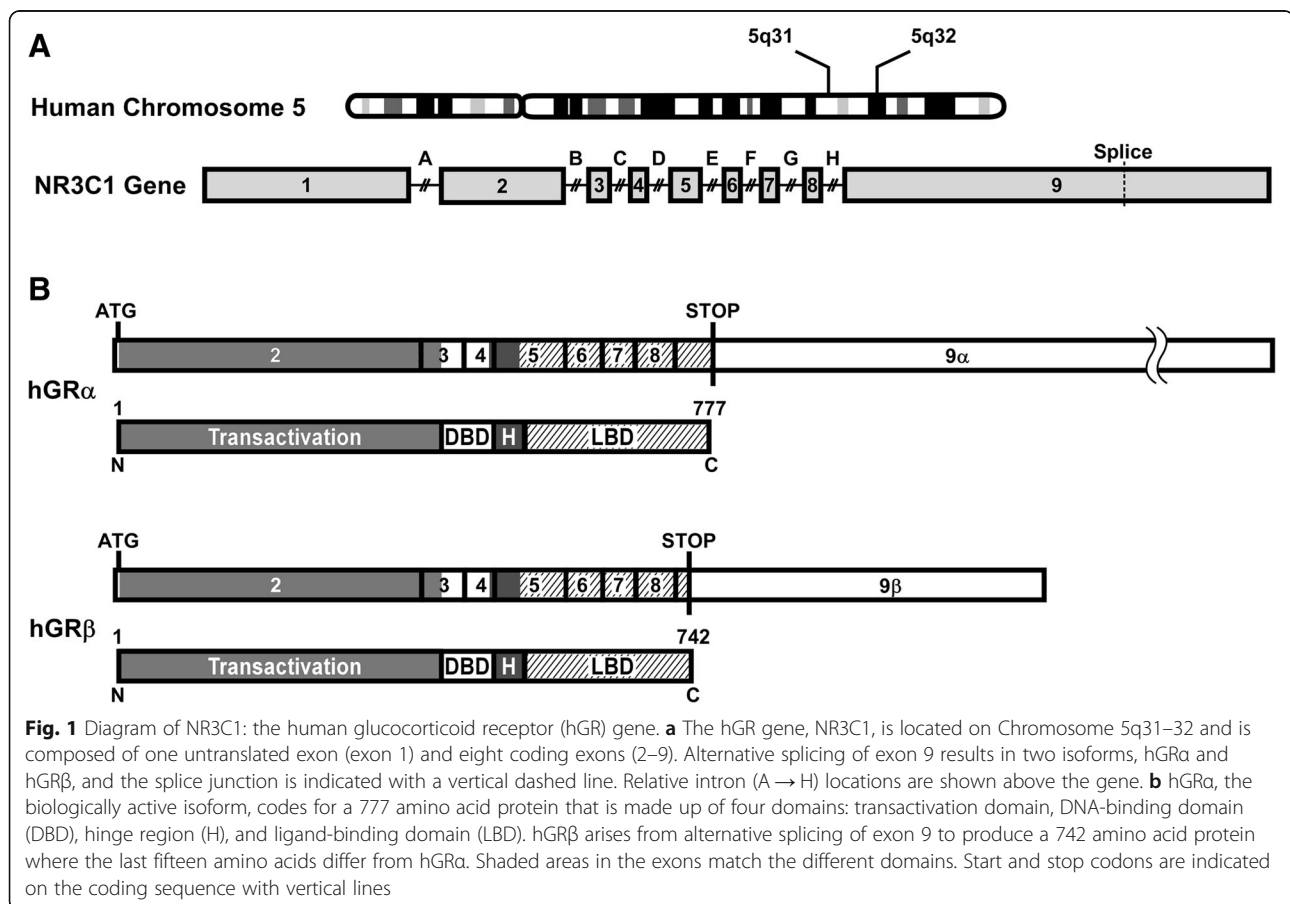 A
5q31 5q32
Human Chromosome 5
A B C D E F G H Splice
NR3C1 Gene 1 2 3 4 5 6 7 8 9
B
ATG STOP
2 3 4 5 6 7 8 9α
hGRα
1 777
Transactivation DBD H LBD
N C
ATG STOP
2 3 4 5 6 7 8 9β
hGRβ
1 742
Transactivation DBD H LBD
N C
Fig. 1 Diagram of NR3C1: the human glucocorticoid receptor (hGR) gene. a The hGR gene, NR3C1, is located on Chromosome 5q31–32 and is
composed of one untranslated exon (exon 1) and eight coding exons (2–9). Alternative splicing of exon 9 results in two isoforms, hGRα and
hGRβ, and the splice junction is indicated with a vertical dashed line. Relative intron (A → H) locations are shown above the gene. b hGRα, the
biologically active isoform, codes for a 777 amino acid protein that is made up of four domains: transactivation domain, DNA-binding domain
(DBD), hinge region (H), and ligand-binding domain (LBD). hGRβ arises from alternative splicing of exon 9 to produce a 742 amino acid protein
where the last fifteen amino acids differ from hGRα. Shaded areas in the exons match the different domains. Start and stop codons are indicated
on the coding sequence with vertical lines